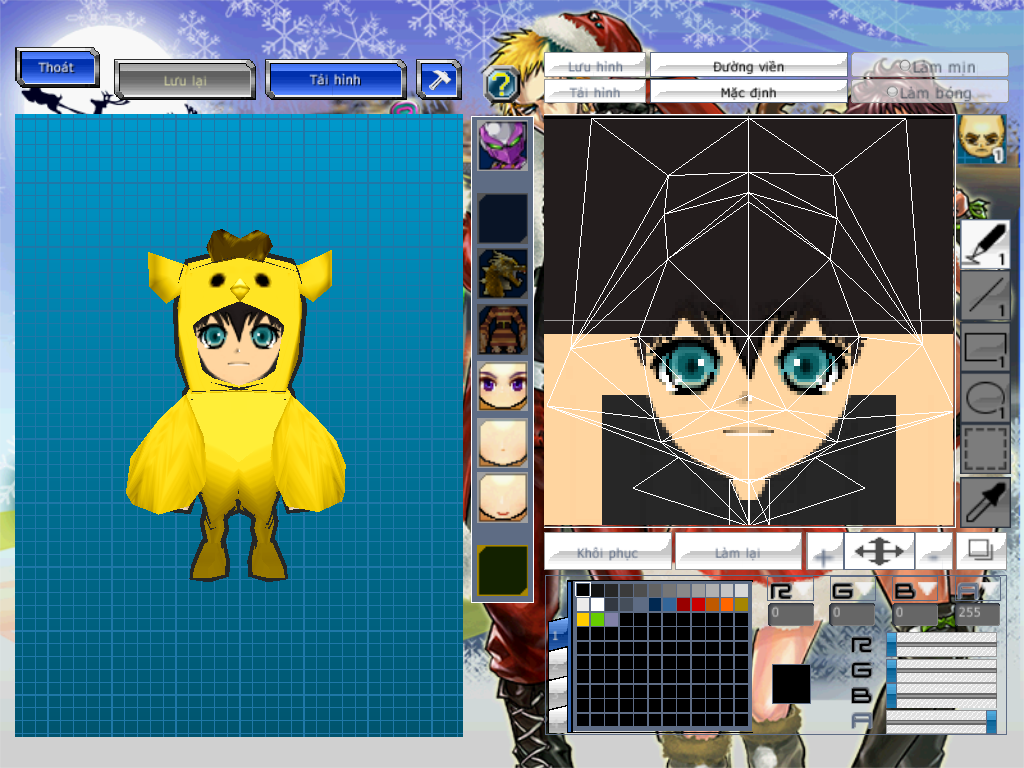 Thoát
Lưu lại
Tải hình
?
Lưu hình
Đường viền
Làm mịn
Tải hình
Mặc định
Làm bóng
1
1
1
1
1
Khôi phục
Làm lại
+
-
R
G
B
A
0
0
0
255
1
R
G
B
A